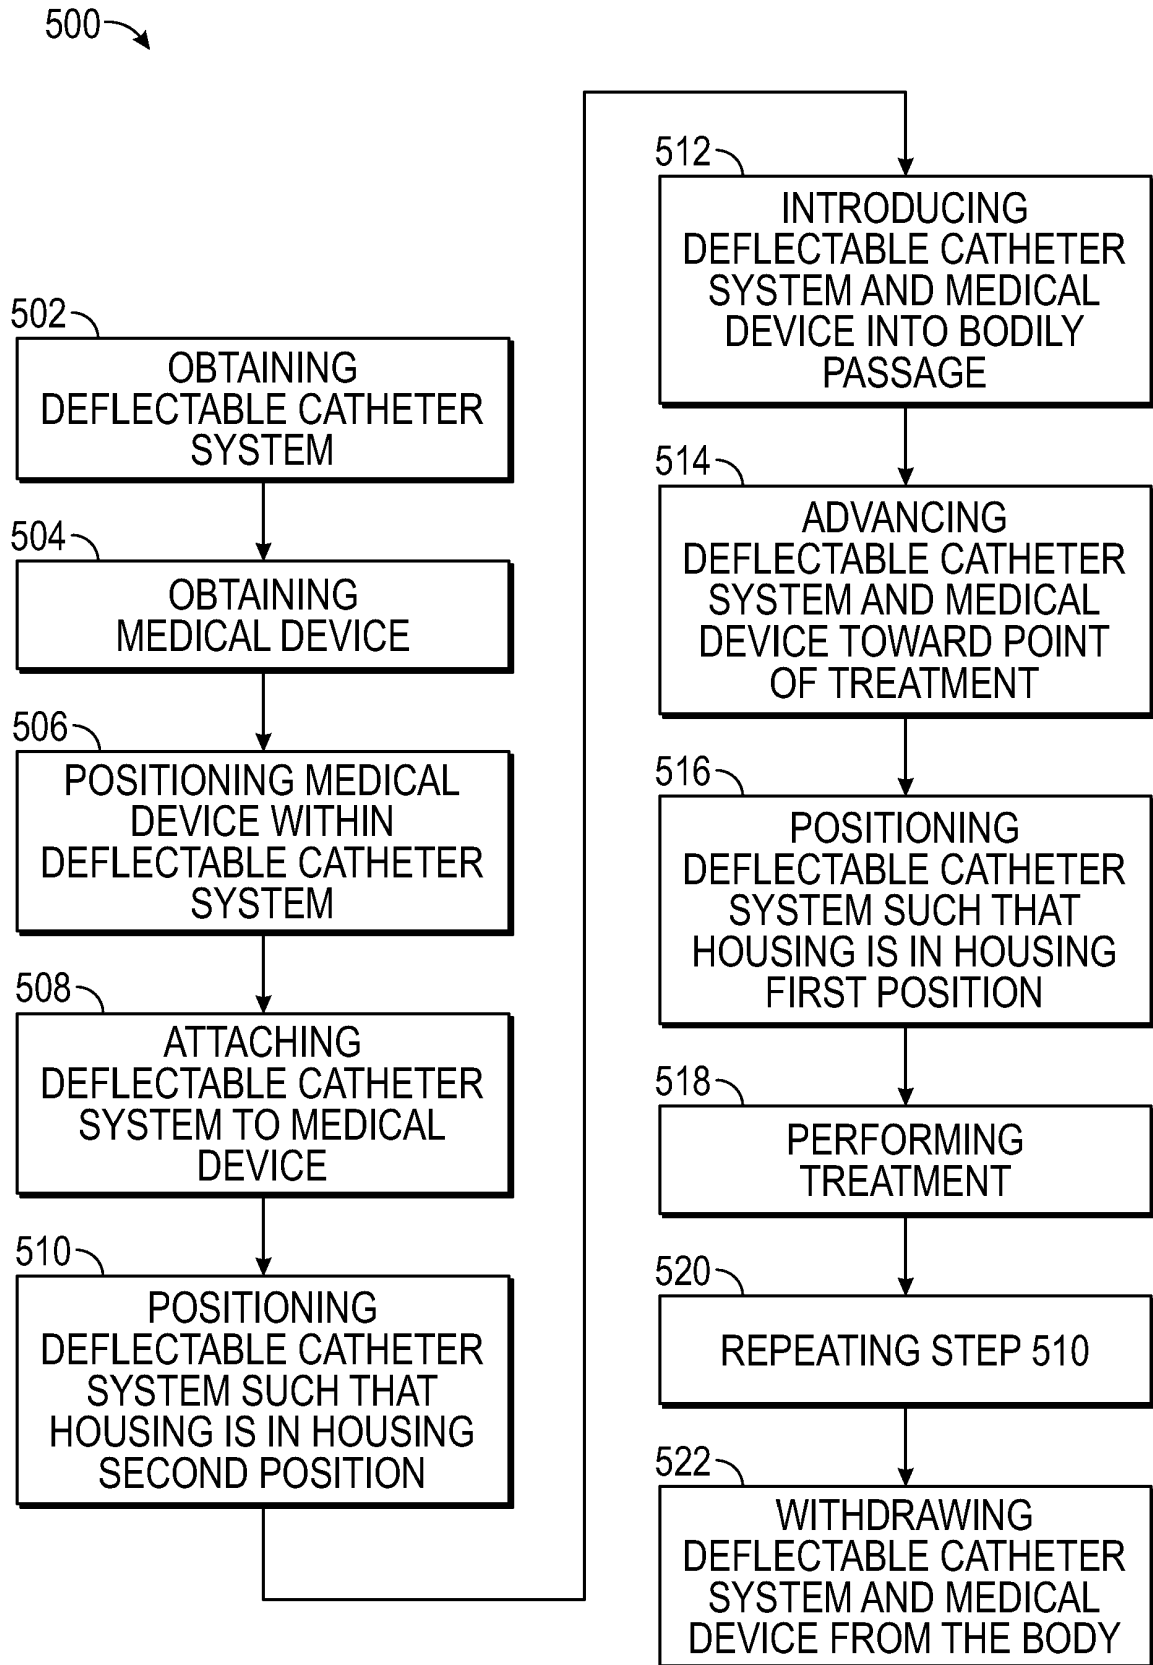 500
502
OBTAINING
DEFLECTABLE CATHETER
SYSTEM
504
OBTAINING
MEDICAL DEVICE
506
POSITIONING MEDICAL
DEVICE WITHIN
DEFLECTABLE CATHETER
SYSTEM
508
ATTACHING
DEFLECTABLE CATHETER
SYSTEM TO MEDICAL
DEVICE
510
POSITIONING
DEFLECTABLE CATHETER
SYSTEM SUCH THAT
HOUSING IS IN HOUSING
SECOND POSITION
512
INTRODUCING
DEFLECTABLE CATHETER
SYSTEM AND MEDICAL
DEVICE INTO BODILY
PASSAGE
514
ADVANCING
DEFLECTABLE CATHETER
SYSTEM AND MEDICAL
DEVICE TOWARD POINT
OF TREATMENT
516
POSITIONING
DEFLECTABLE CATHETER
SYSTEM SUCH THAT
HOUSING IS IN HOUSING
FIRST POSITION
518
PERFORMING
TREATMENT
520
REPEATING STEP 510
522
WITHDRAWING
DEFLECTABLE CATHETER
SYSTEM AND MEDICAL
DEVICE FROM THE BODY